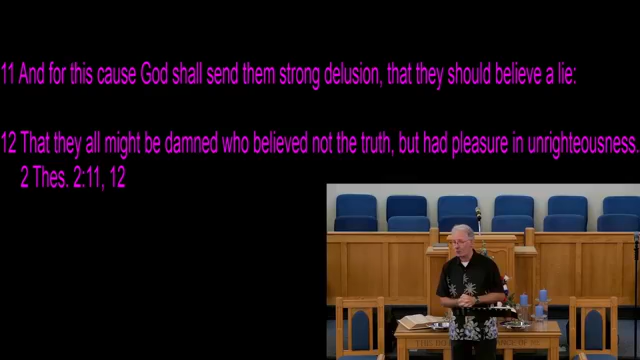 11 And for this cause God shall send them strong delusion, that they should believe a lie:
12 That they all might be damned who believed not the truth, but had pleasure in unrighteousness.
2 Thes. 2:11, 12